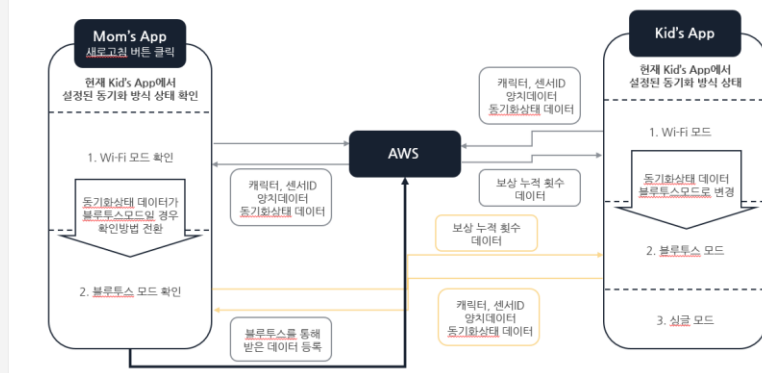 Mom's App
새로고침 버튼 클릭
현재 Kid's App에서
설정된 동기화 방식 상태 확인
1. Wi-Fi 모드 확인
동기화상태 데이터가
블루투스모드일 경우
확인방법 전환
2. 블루투스 모드 확인
캐릭터, 센서ID
양치데이터
동기화상태 데이터
블루투스를 통해
받은 데이터 등록
AWS
캐릭터, 센서ID
양치데이터
동기화상태 데이터
보상 누적 횟수
데이터
보상 누적 횟수
데이터
캐릭터, 센서ID
양치데이터
동기화상태 데이터
Kid's App
현재 Kid's App에서
설정된 동기화 방식 상태
1. Wi-Fi 모드
동기화상태 데이터
블루투스모드로 변경
2. 블루투스 모드
3. 싱글 모드